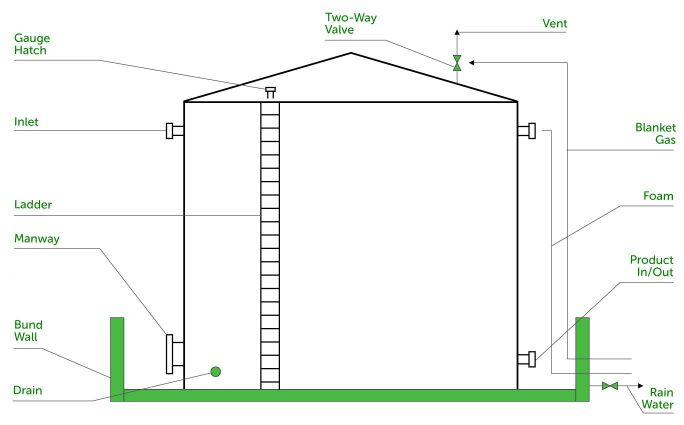 Two-Way
Valve
Vent
Gauge
Hatch
Inlet
Blanket
Gas
Ladder
Foam
Manway
Product
In/Out
Bund
Wall
Drain
Rain
Water